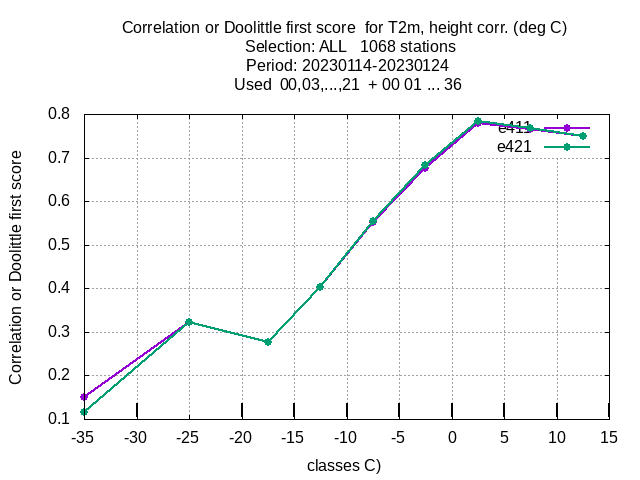 Correlation or Doolittle first score  for T2m, height corr. (deg C)
Selection: ALL   1068 stations
Period: 20230114-20230124
Used  00,03,...,21  + 00 01 ... 36
Correlation or Doolittle first score
0.8
0.7
0.6
0.5
0.4
0.3
0.2
0.1
e411
e421
-35 -30 -25 -20 -15 -10 -5 0 5 10 15
classes C)